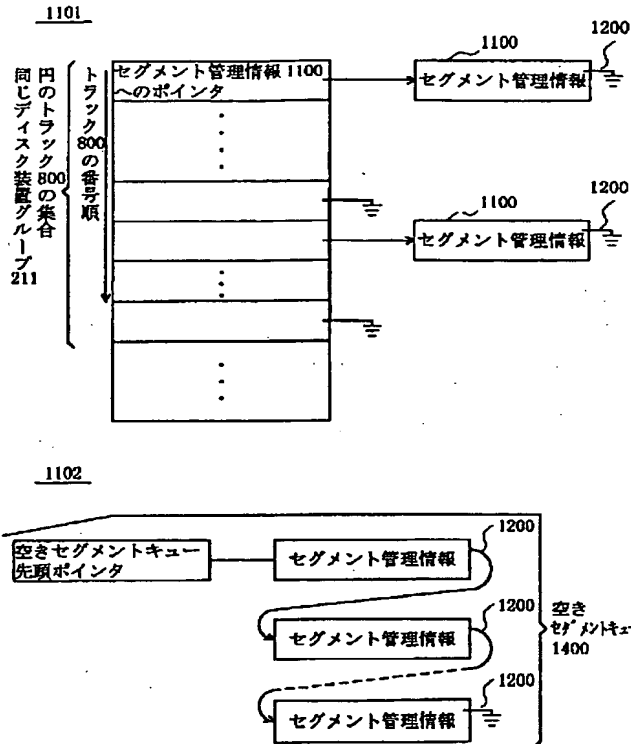 1101
セグメント管理情報1100
へのポインタ
1100
1200
セグメント管理情報
1100
1200
セグメント管理情報
トラック800の番号順
円のトラック800の集合
同じディスク装置グループ211
1102
空きセグメントキュー
先頭ポインタ
1200
セグメント管理情報
1200
セグメント管理情報
1200
セグメント管理情報
空き
セグメントキュー
1400